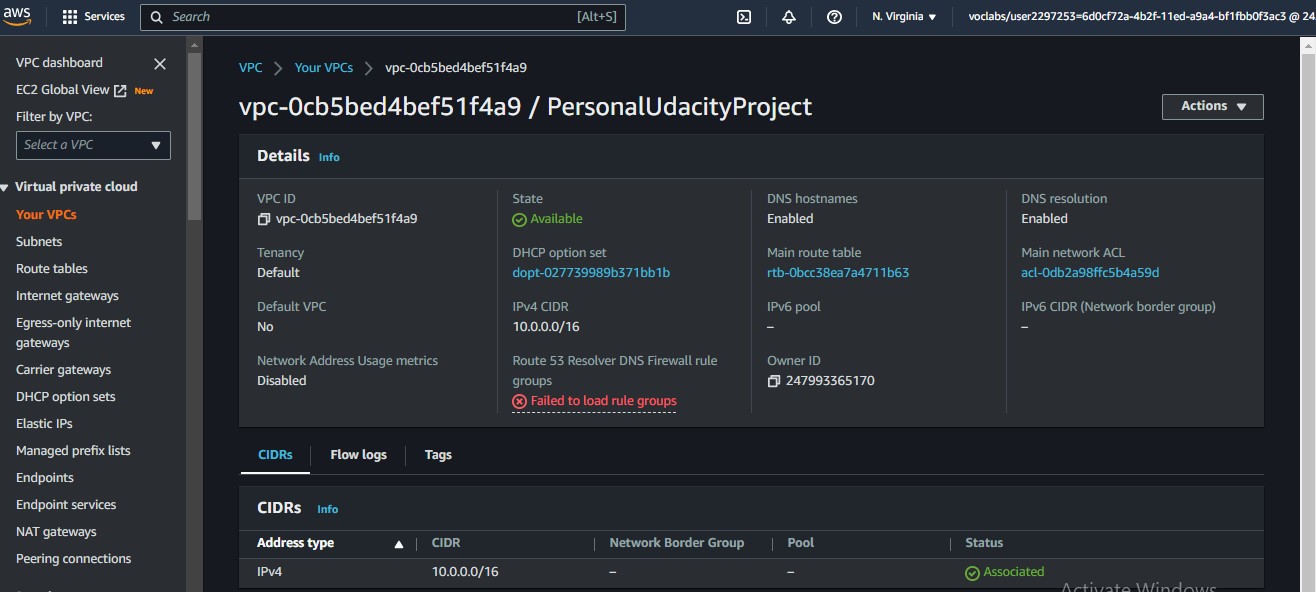 aws
Services
Search
[Alt+S]
N. Virginia
voclabs/user2297253=6d0cf72a-4b2f-11ed-a9a4-bf1fbb0f3ac3 @ 24
VPC dashboard
EC2 Global View New
Filter by VPC:
Select a VPC
Virtual private cloud
Your VPCs
Subnets
Route tables
Internet gateways
Egress-only internet
gateways
Carrier gateways
DHCP option sets
Elastic IPs
Managed prefix lists
Endpoints
Endpoint services
NAT gateways
Peering connections
VPC
Your VPCs
vpc-0cb5bed4bef51f4a9
vpc-0cb5bed4bef51f4a9 / PersonalUdacityProject
Actions
Details Info
VPC ID
vpc-0cb5bed4bef51f4a9
State
Available
DNS hostnames
Enabled
DNS resolution
Enabled
Tenancy
Default
DHCP option set
dopt-027739989b371bb1b
Main route table
rtb-0bcc38ea7a4711b63
Main network ACL
acl-0db2a98ffc5b4a59d
Default VPC
No
IPv4 CIDR
10.0.0.0/16
IPv6 pool
–
IPv6 CIDR (Network border group)
–
Network Address Usage metrics
Disabled
Route 53 Resolver DNS Firewall rule
groups
Failed to load rule groups
Owner ID
247993365170
CIDRs
Flow logs
Tags
CIDRs Info
Address type
CIDR
Network Border Group
Pool
Status
IPv4
10.0.0.0/16
–
–
Associated
Activate Windows